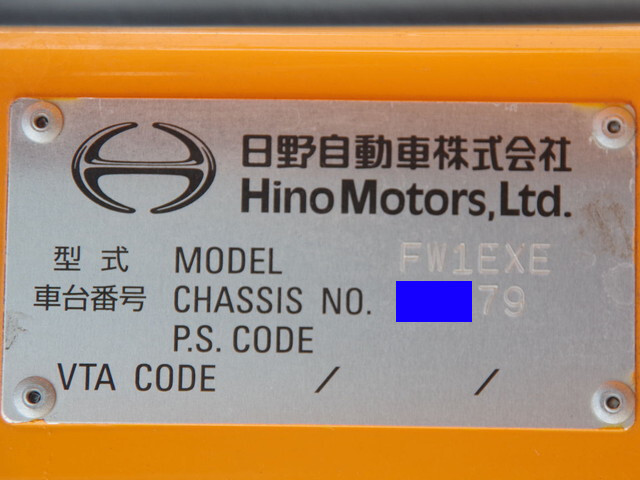 日野自動車株式会社
Hino Motors, Ltd.
型式 MODEL FW1EXE
車台番号 CHASSIS NO. 79
P.S. CODE
VTA CODE / /